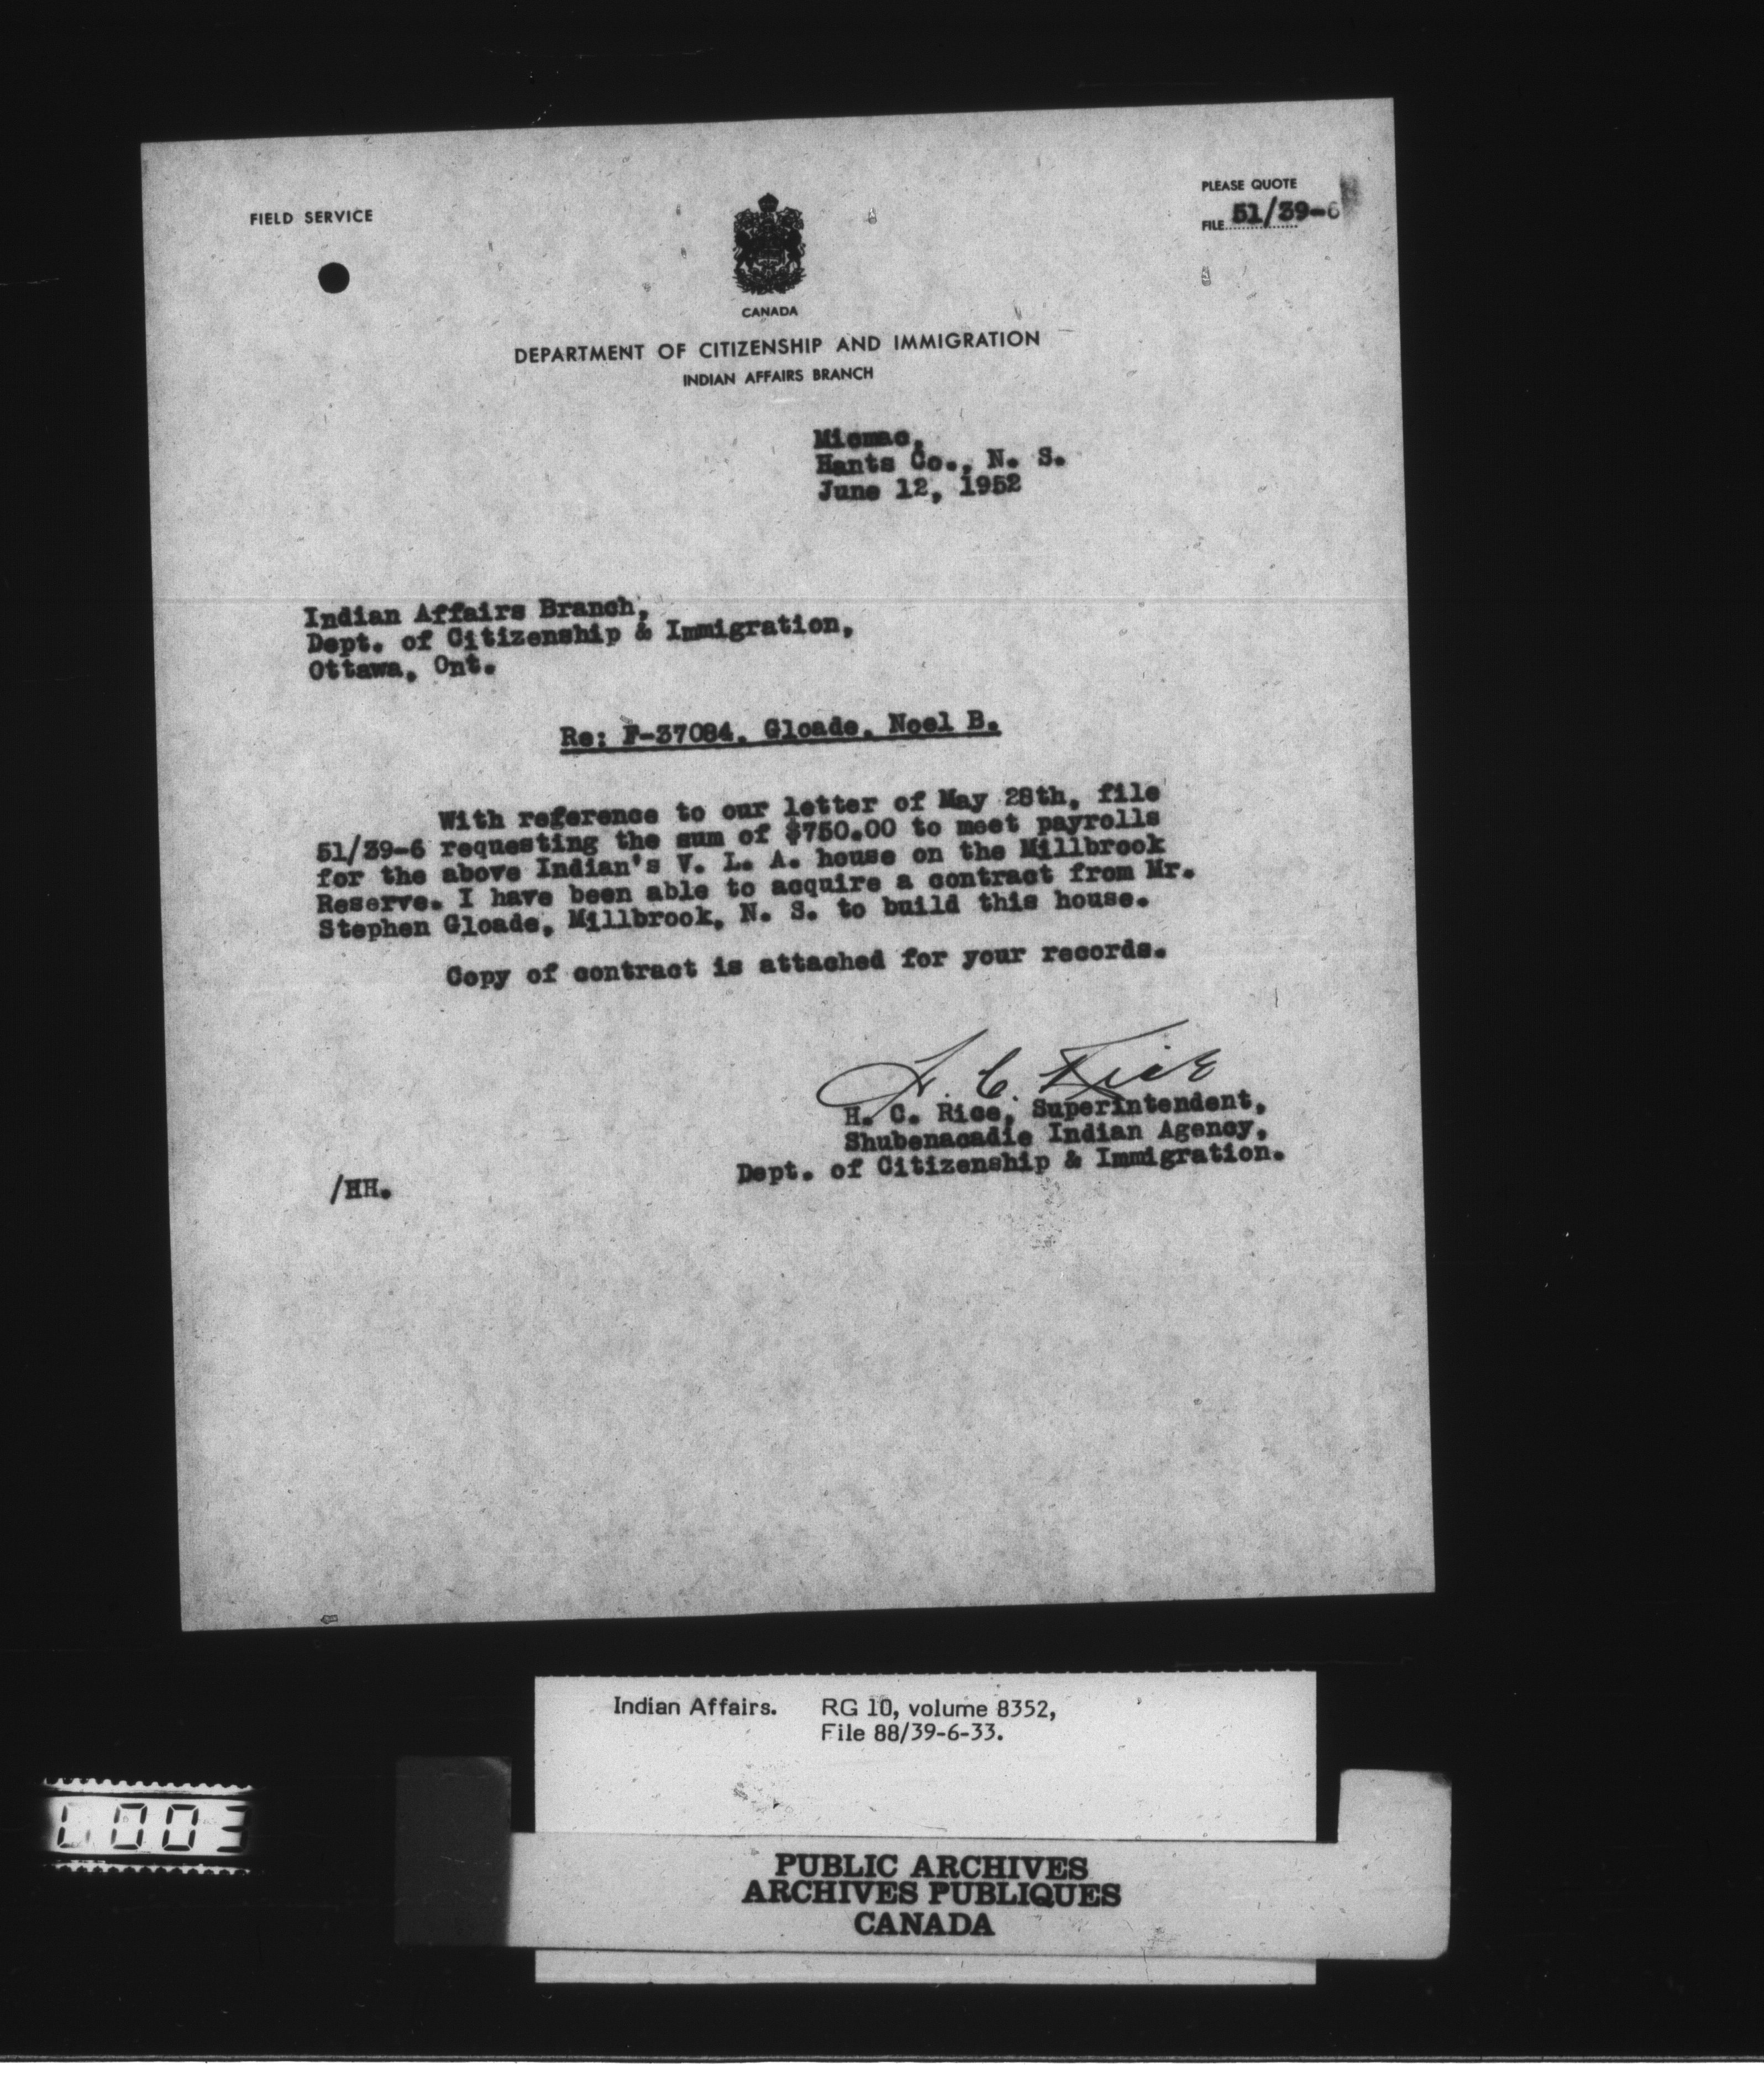 FIELD SERVICE
PLEASE QUOTE
FILE 51/39-6
CANADA
DEPARTMENT OF CITIZENSHIP AND IMMIGRATION
INDIAN AFFAIRS BRANCH
Micmac,
Hants Co., N. S.
June 12, 1952
Indian Affairs Branch,
Dept. of Citizenship & Immigration,
Ottawa, Ont.
Re: F-37084, Gloade, Noel B.
With reference to our letter of May 28th, file
51/39-6 requesting the sum of $750.00 to meet payrolls
for the above Indian's V. L. A. house on the Millbrook
Reserve. I have been able to acquire a contract from Mr.
Stephen Gloade, Millbrook, N. S. to build this house.
Copy of contract is attached for your records.
H. C. Rice
H. C. Rice, Superintendent,
Shubenacadie Indian Agency,
Dept. of Citizenship & Immigration.
/HH.
Indian Affairs. RG 10, volume 8352,
File 88/39-6-33.
PUBLIC ARCHIVES
ARCHIVES PUBLIQUES
CANADA